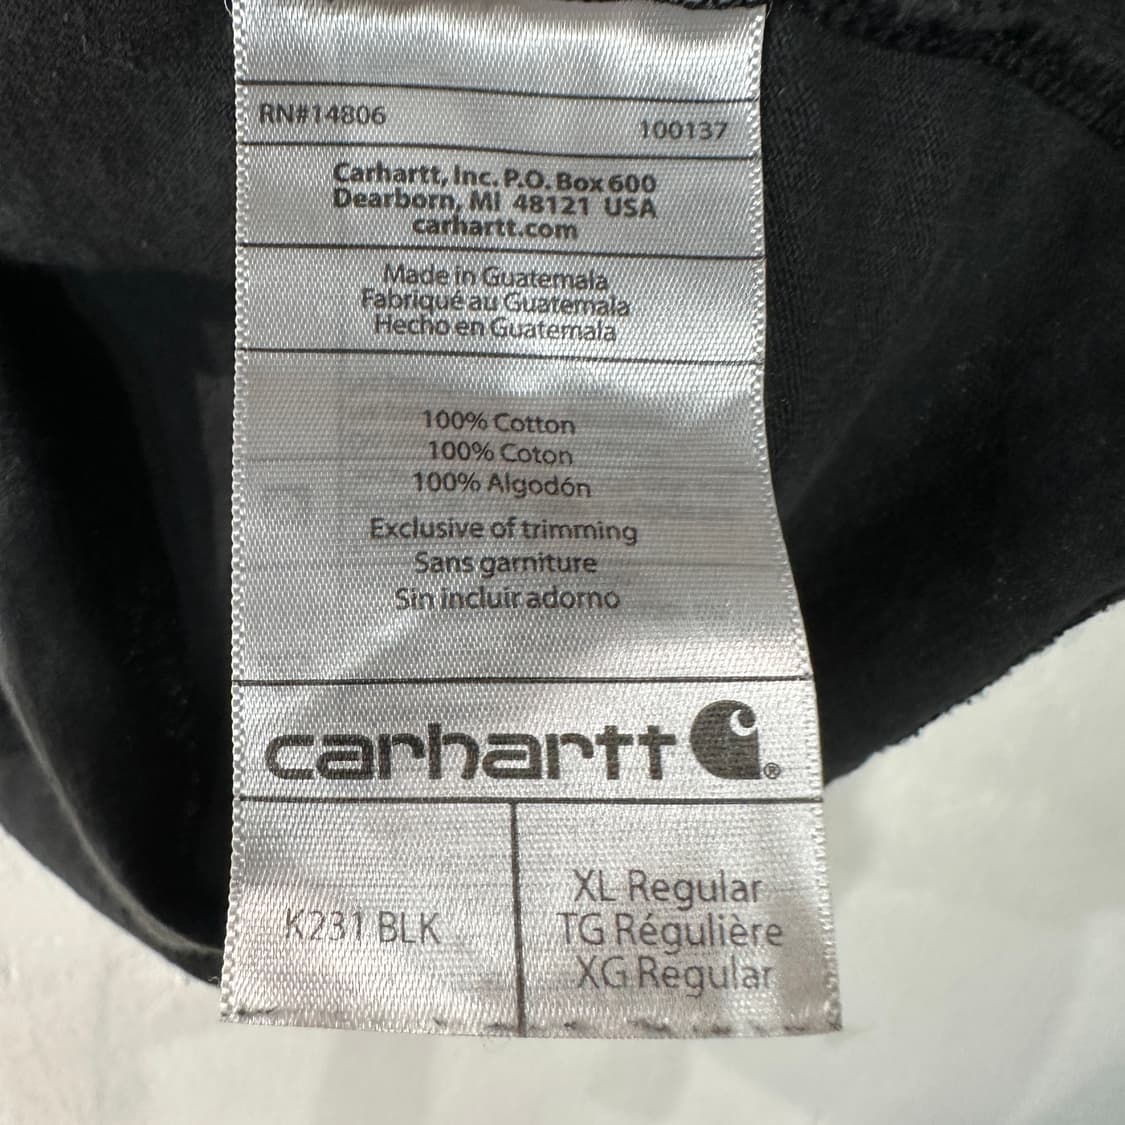 RN#14806
100137
Carhartt, Inc. P.O. Box 600
Dearborn, MI 48121 USA
carhartt.com
Made in Guatemala
Fabriqué au Guatemala
Hecho en Guatemala
100% Cotton
100% Coton
100% Algodón
Exclusive of trimming
Sans garniture
Sin incluir adorno
carhartt ®
K231 BLK
XL Regular
TG Régulière
XG Regular